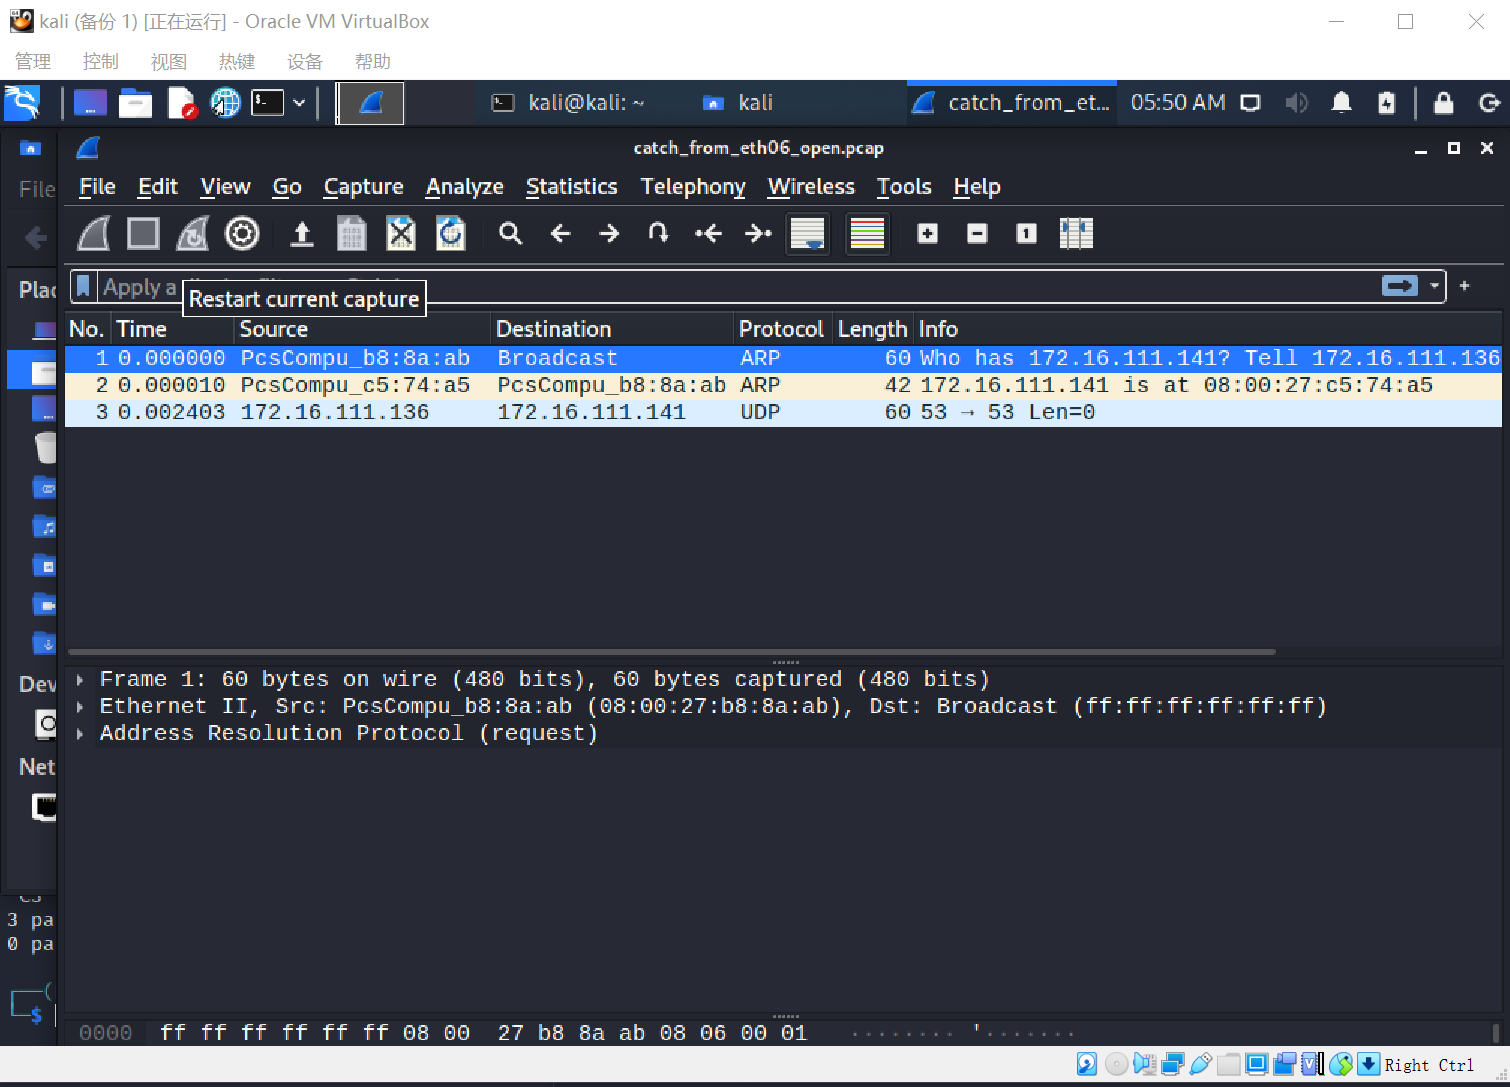 kali (备份 1) [正在运行] - Oracle VM VirtualBox
管理 控制 视图 热键 设备 帮助
kali@kali: ~ kali catch_from_et... 05:50 AM
catch_from_eth06_open.pcap
File
File Edit View Go Capture Analyze Statistics Telephony Wireless Tools Help
Plac
Apply a
Restart current capture
No. Time Source Destination Protocol Length Info
1 0.000000 PcsCompu_b8:8a:ab Broadcast ARP 60 Who has 172.16.111.141? Tell 172.16.111.136
2 0.000010 PcsCompu_c5:74:a5 PcsCompu_b8:8a:ab ARP 42 172.16.111.141 is at 08:00:27:c5:74:a5
3 0.002403 172.16.111.136 172.16.111.141 UDP 60 53 → 53 Len=0
Frame 1: 60 bytes on wire (480 bits), 60 bytes captured (480 bits)
Ethernet II, Src: PcsCompu_b8:8a:ab (08:00:27:b8:8a:ab), Dst: Broadcast (ff:ff:ff:ff:ff:ff)
Address Resolution Protocol (request)
Dev
Net
3 pa
0 pa
$
0000 ff ff ff ff ff ff 08 00 27 b8 8a ab 08 06 00 01 ········ '·······
Right Ctrl